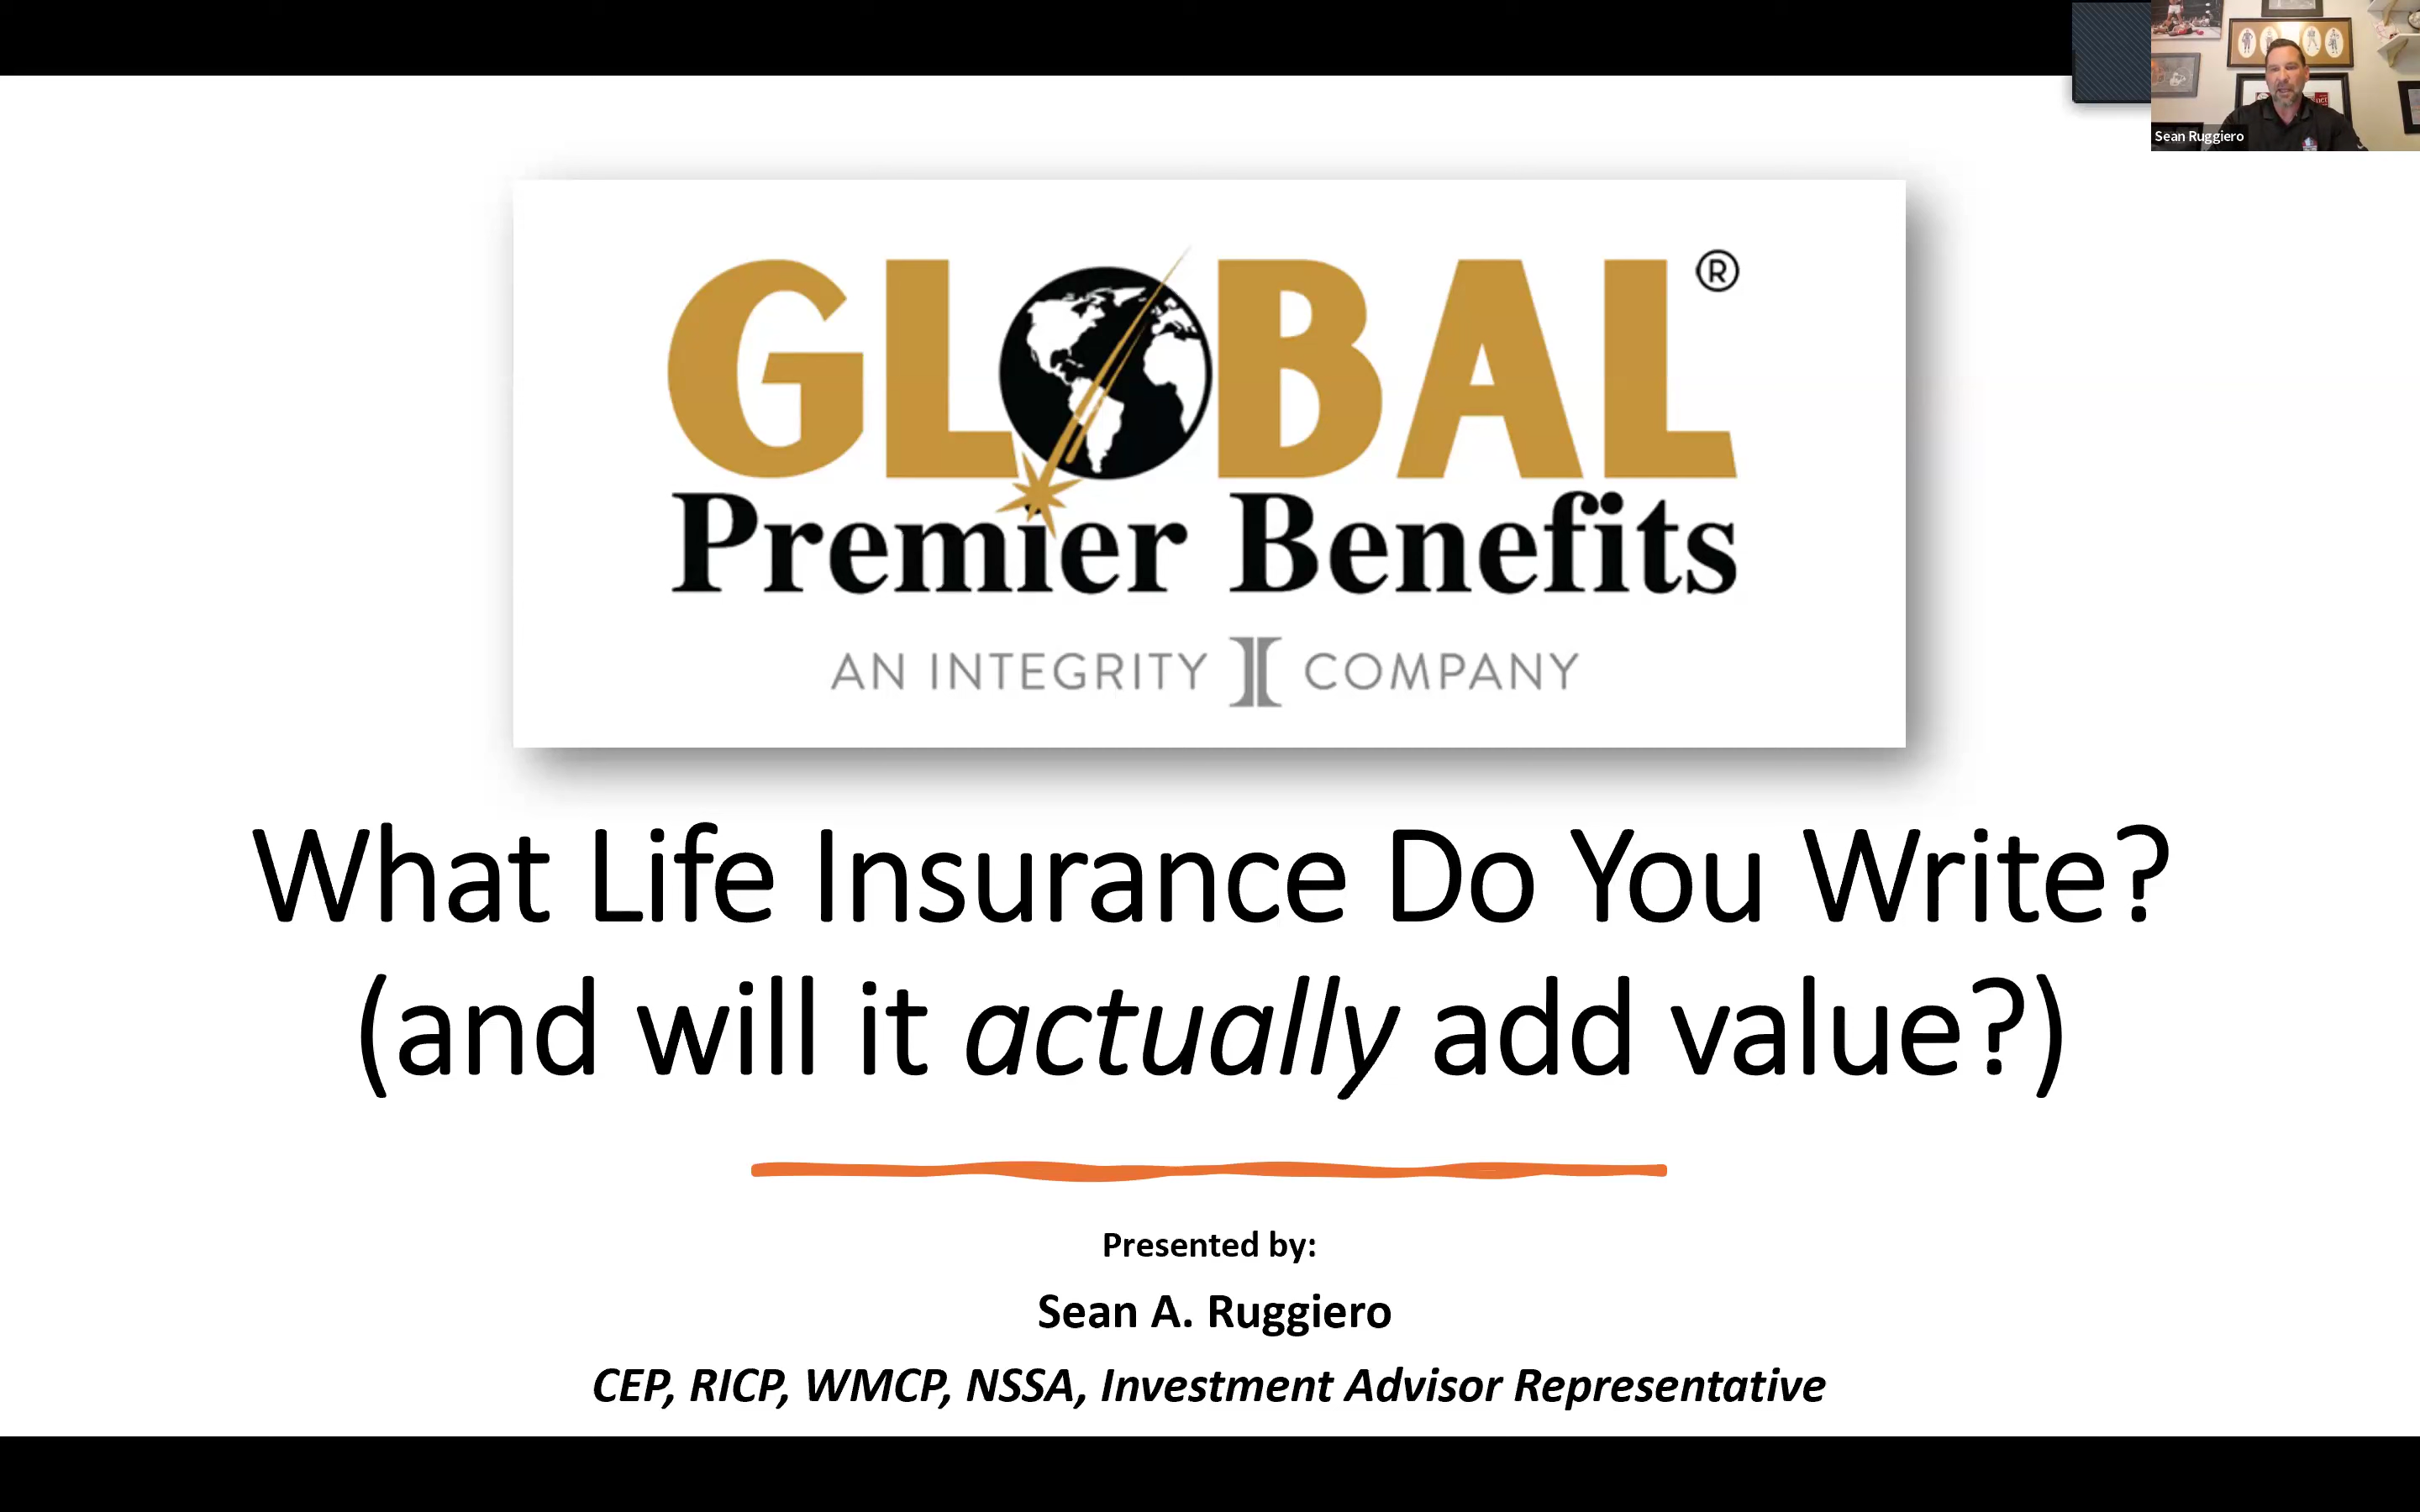 Sean Ruggiero
GLOBAL®
Premier Benefits
AN INTEGRITY COMPANY
What Life Insurance Do You Write?
(and will it actually add value?)
Presented by:
Sean A. Ruggiero
CEP, RICP, WMCP, NSSA, Investment Advisor Representative